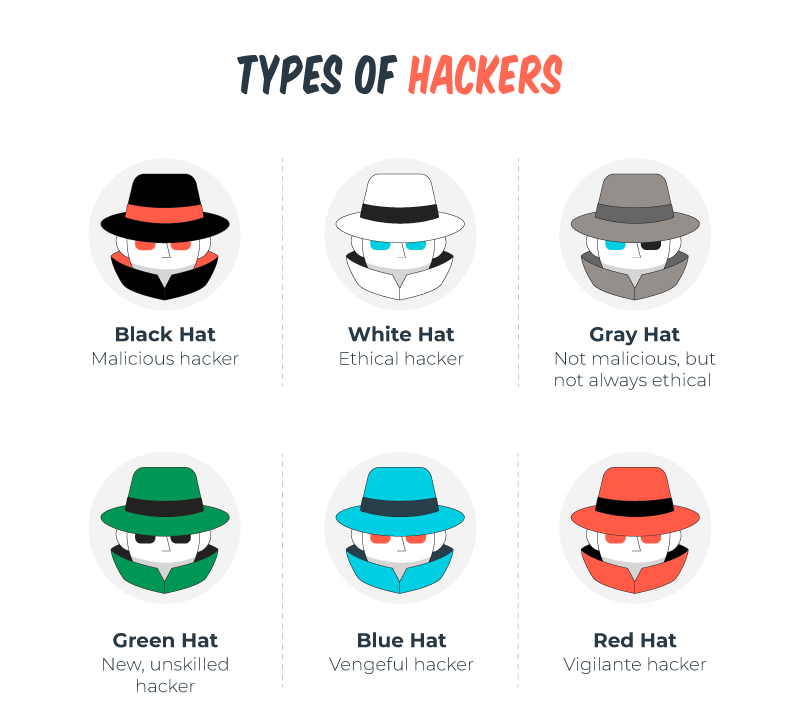 TYPES OF HACKERS
Black Hat
Malicious hacker
White Hat
Ethical hacker
Gray Hat
Not malicious, but
not always ethical
Green Hat
New, unskilled
hacker
Blue Hat
Vengeful hacker
Red Hat
Vigilante hacker